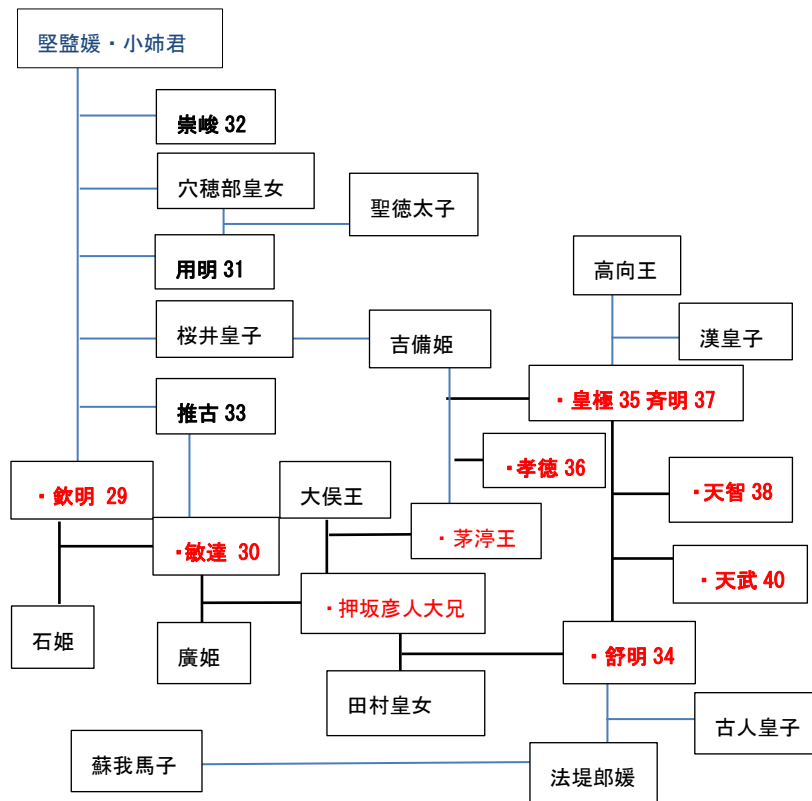 堅鹽媛・小姉君
崇峻 32
穴穂部皇女
聖徳太子
用明 31
高向王
桜井皇子
吉備姫
漢皇子
・皇極 35 斉明 37
推古 33
・孝徳 36
・欽明 29
大俣王
・天智 38
・敏達 30
・茅渟王
・天武 40
・押坂彦人大兄
石姫
廣姫
・舒明 34
田村皇女
古人皇子
蘇我馬子
法堤郎媛